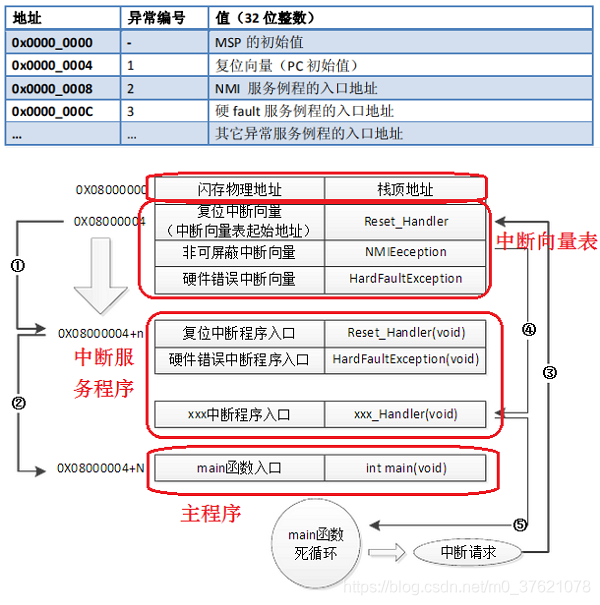 地址 异常编号 值（32 位整数）
0x0000_0000 - MSP 的初始值
0x0000_0004 1 复位向量（PC 初始值）
0x0000_0008 2 NMI 服务例程的入口地址
0x0000_000C 3 硬 fault 服务例程的入口地址
... ... 其它异常服务例程的入口地址
0X08000000 闪存物理地址 栈顶地址
0X08000004 复位中断向量
（中断向量表起始地址） Reset_Handler
中断向量表
非可屏蔽中断向量 NMIEeception
硬件错误中断向量 HardFaultException
①
④
0X08000004+n 复位中断程序入口 Reset_Handler(void)
中断服
务程序
硬件错误中断程序入口 HardFaultException(void)
③
②
xxx中断程序入口 xxx_Handler(void)
0X08000004+N main函数入口 int main(void)
主程序
⑤
main函数
死循环
中断请求
https://blog.csdn.net/m0_37621078